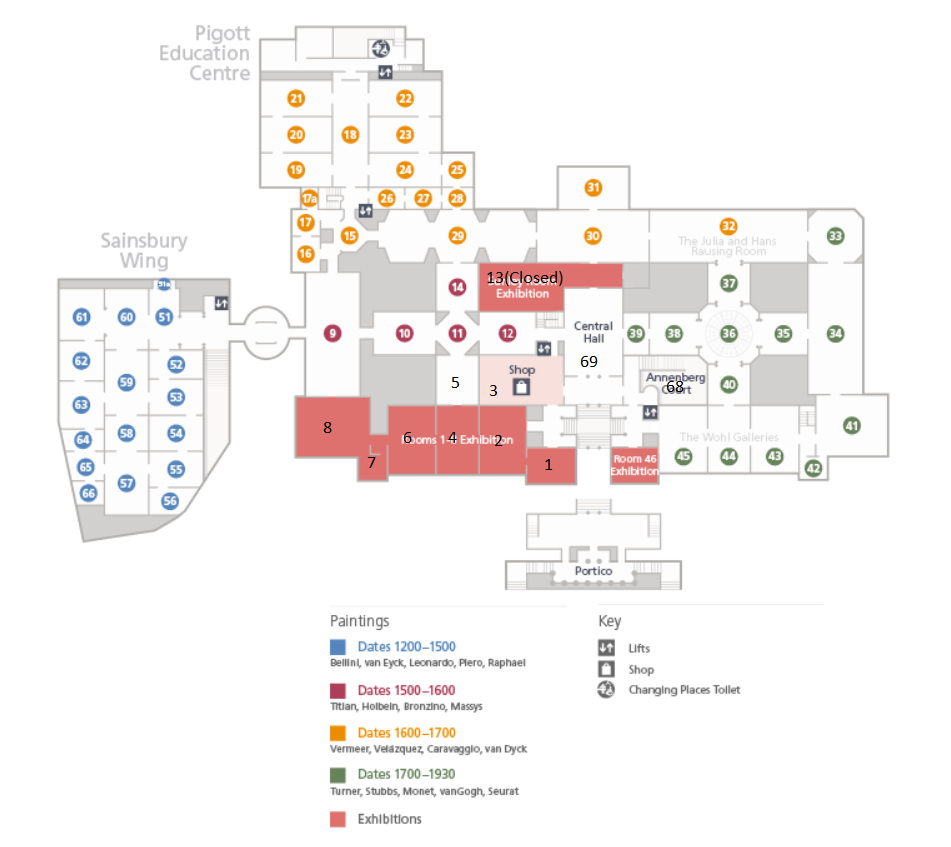 Pigott
Education
Centre
21
22
20
18
23
19
24
25
17a
26
27
28
31
17
15
29
30
32
The Julia and Hans
Rausing Room
33
16
Sainsbury
Wing
14
13(Closed)
Exhibition
37
51a
61
60
51
9
10
11
12
Central
Hall
39
38
36
35
34
62
52
59
5
Shop
3
69
Annenberg
Court
68
40
63
53
64
58
54
8
6
4
2
Rooms 1-8 Exhibition
The Wohl Galleries
41
65
57
55
7
1
Room 46
Exhibition
45
44
43
42
66
56
Portico
Paintings
Dates 1200–1500
Bellini, van Eyck, Leonardo, Piero, Raphael
Dates 1500–1600
Titian, Holbein, Bronzino, Massys
Dates 1600–1700
Vermeer, Velázquez, Caravaggio, van Dyck
Dates 1700–1930
Turner, Stubbs, Monet, vanGogh, Seurat
Exhibitions
Key
Lifts
Shop
Changing Places Toilet